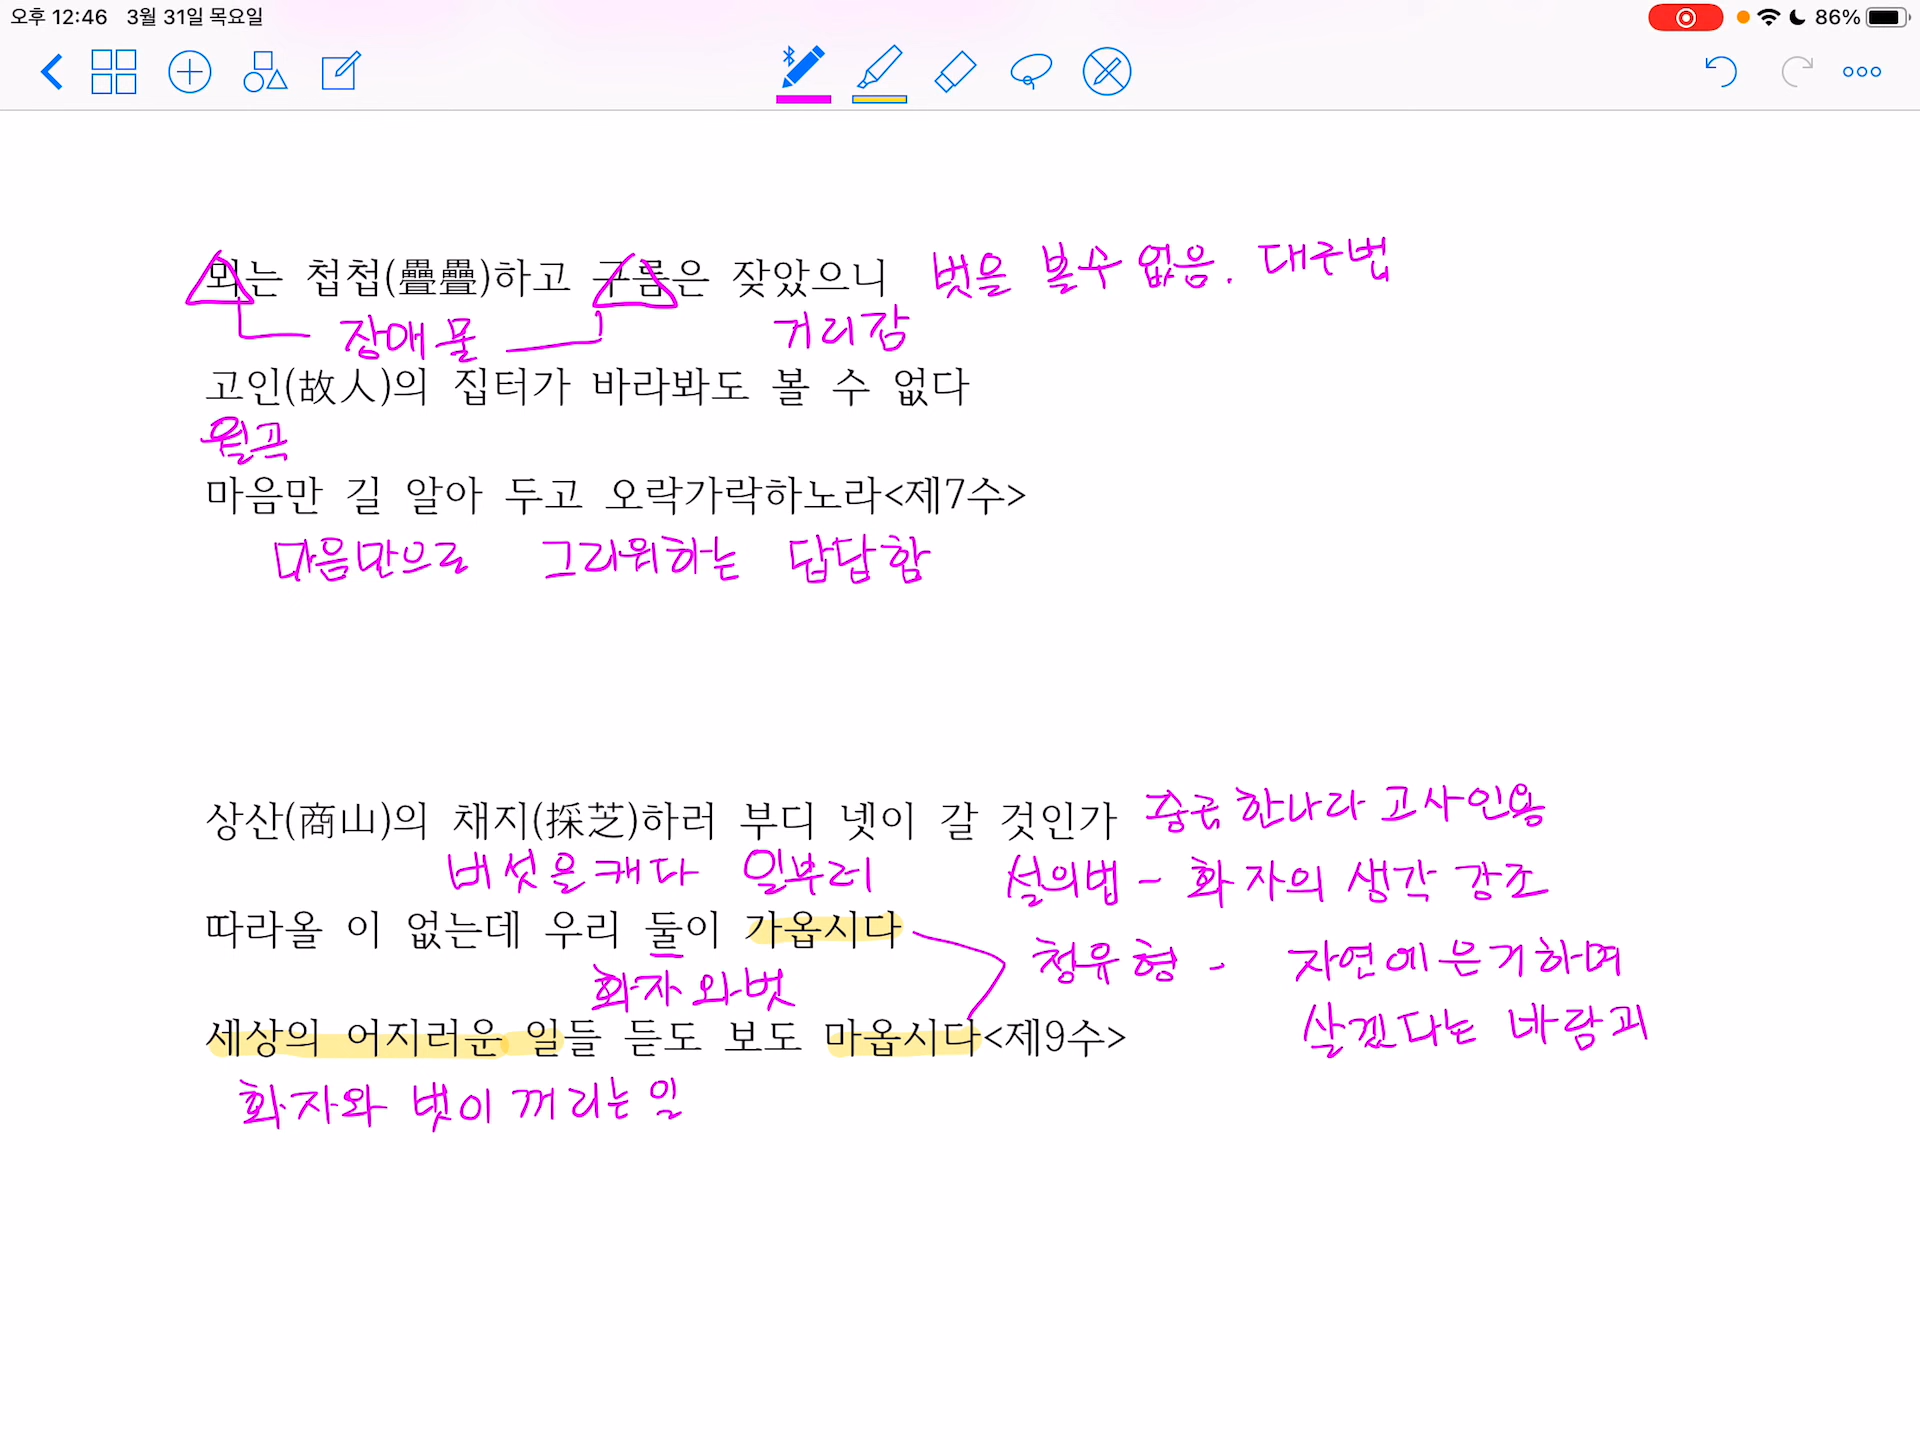 오후 12:46 3월 31일 목요일 86%
뫼는 첩첩(疊疊)하고 구름은 잦았으니 벗을 볼수 없음. 대구법
장애물 거리감
고인(故人)의 집터가 바라봐도 볼 수 없다
월곡
마음만 길 알아 두고 오락가락하노라<제7수>
마음만으로 그리워하는 답답함
상산(商山)의 채지(採芝)하러 부디 넷이 갈 것인가 중국 한나라 고사인용
버섯을 캐다 일부러 설의법 - 화자의 생각 강조
따라올 이 없는데 우리 둘이 가옵시다
화자와 벗 청유형 - 자연에 은거하며
세상의 어지러운 일들 듣도 보도 마옵시다<제9수> 살겠다는 바람과
화자와 벗이 꺼리는 일